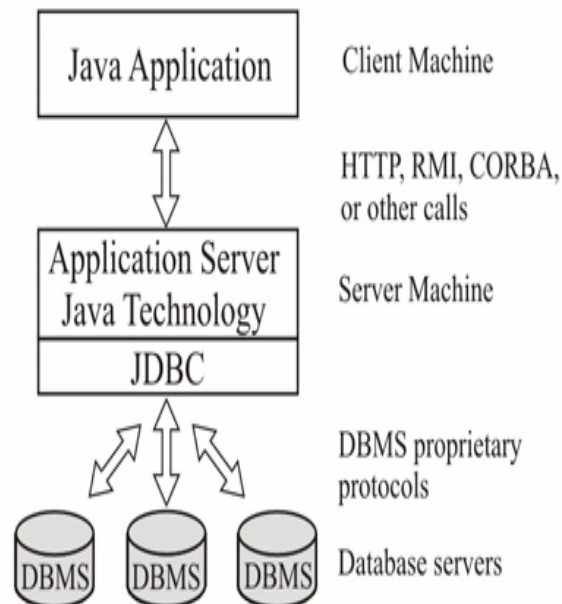 Java Application
Client Machine
HTTP, RMI, CORBA,
or other calls
Application Server
Java Technology
Server Machine
JDBC
DBMS proprietary
protocols
DBMS
DBMS
DBMS
Database servers